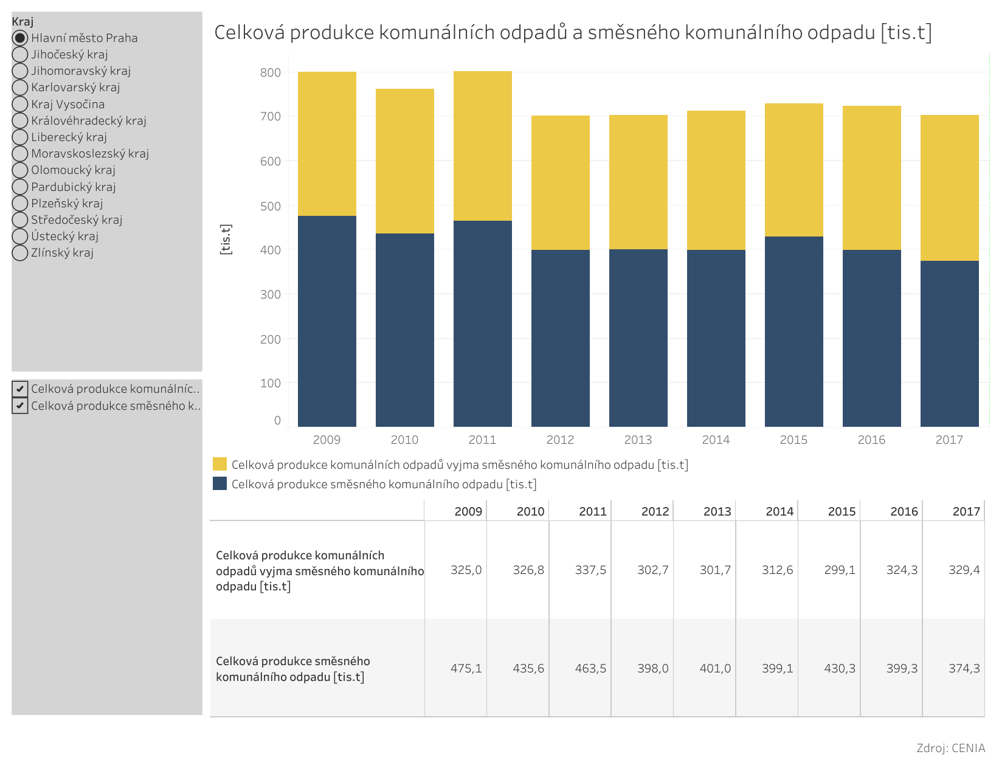 Kraj
Hlavní město Praha
Jihočeský kraj
Jihomoravský kraj
Karlovarský kraj
Kraj Vysočina
Královéhradecký kraj
Liberecký kraj
Moravskoslezský kraj
Olomoucký kraj
Pardubický kraj
Plzeňský kraj
Středočeský kraj
Ústecký kraj
Zlínský kraj
Celková produkce komunálníc..
Celková produkce směsného k..
Celková produkce komunálních odpadů a směsného komunálního odpadu [tis.t]
[tis.t]
800
700
600
500
400
300
200
100
0
2009 2010 2011 2012 2013 2014 2015 2016 2017
Celková produkce komunálních odpadů vyjma směsného komunálního odpadu [tis.t]
Celková produkce směsného komunálního odpadu [tis.t]
2009 2010 2011 2012 2013 2014 2015 2016 2017
Celková produkce komunálních
odpadů vyjma směsného komunálního
odpadu [tis.t]
325,0 326,8 337,5 302,7 301,7 312,6 299,1 324,3 329,4
Celková produkce směsného
komunálního odpadu [tis.t]
475,1 435,6 463,5 398,0 401,0 399,1 430,3 399,3 374,3
Zdroj: CENIA